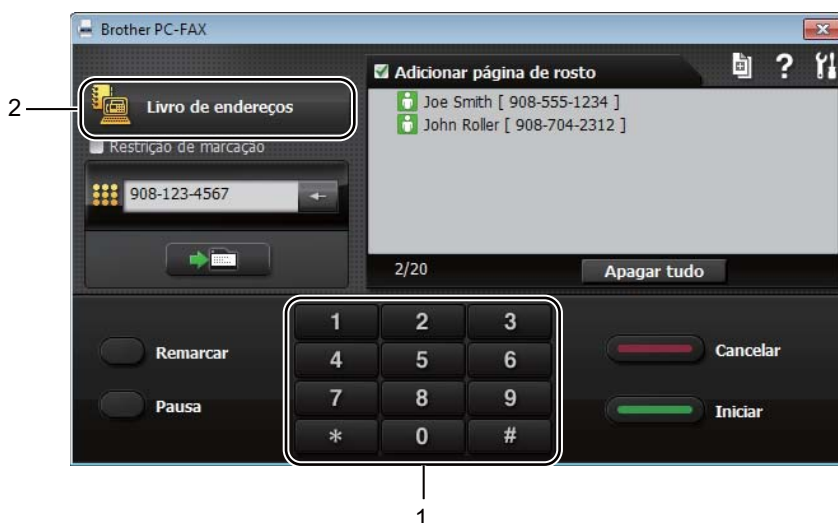 Brother PC-FAX
2
Livro de endereços
Restrição de marcação
908-123-4567
Adicionar página de rosto
?
Joe Smith [ 908-555-1234 ]
John Roller [ 908-704-2312 ]
2/20
Apagar tudo
Remarcar
Pausa
1 2 3
4 5 6
7 8 9
* 0 #
Cancelar
Iniciar
1